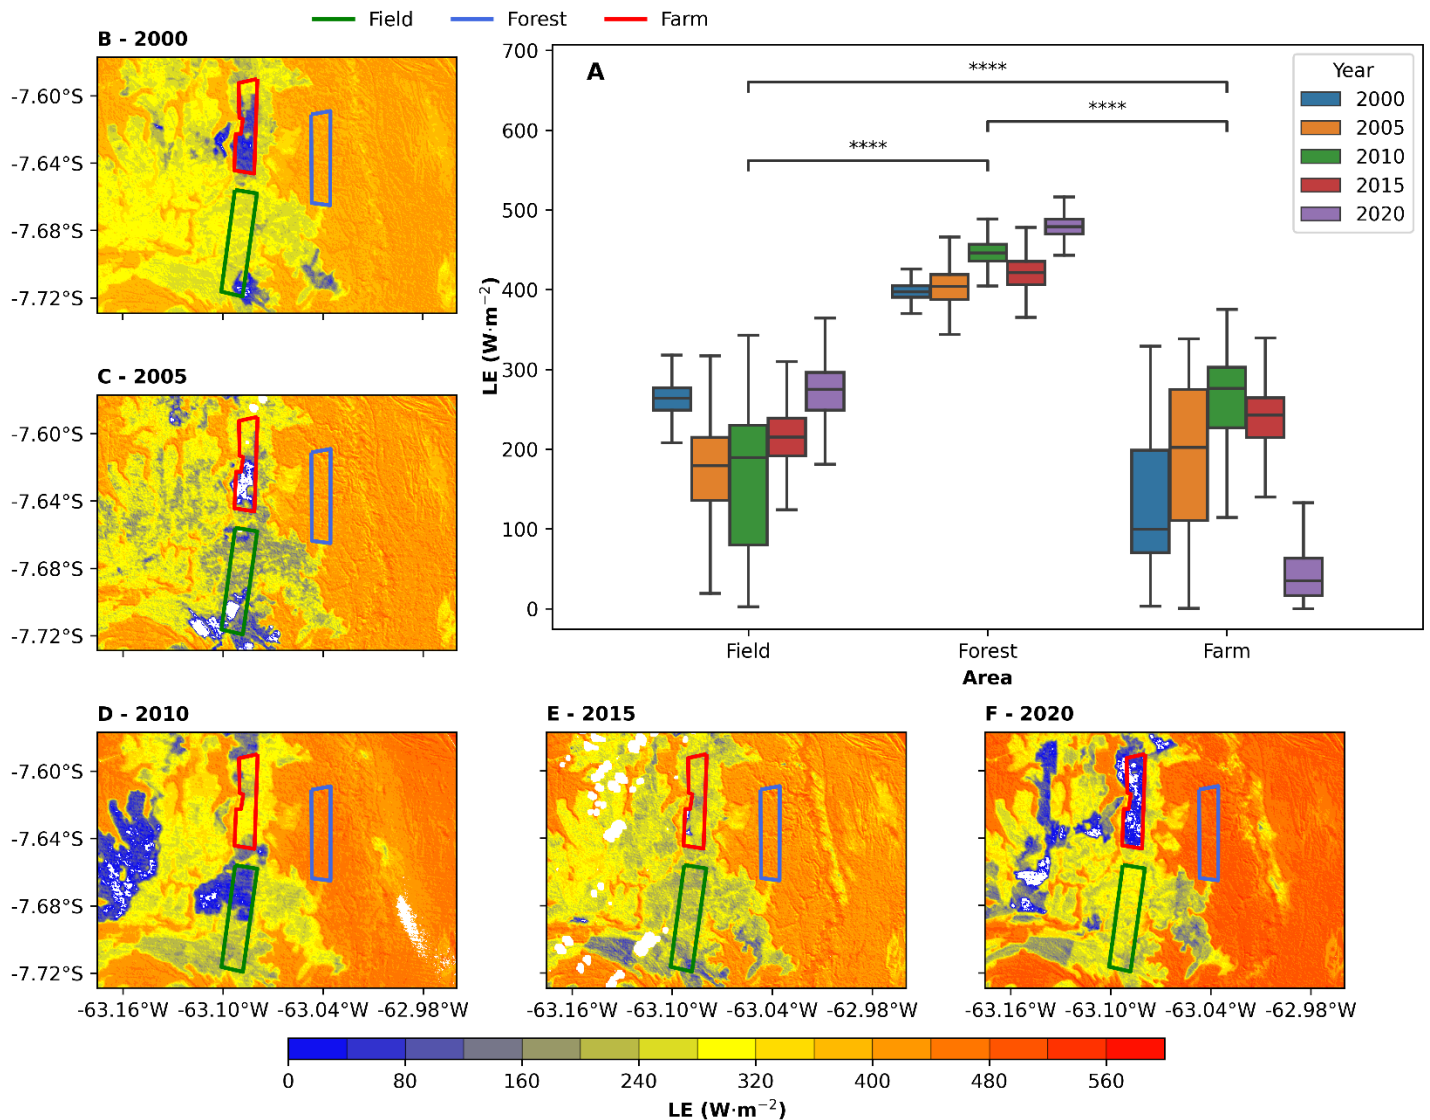 Field Forest Farm
B - 2000
-7.60°S
-7.64°S
-7.68°S
-7.72°S
C - 2005
-7.60°S
-7.64°S
-7.68°S
-7.72°S
A
700
600
500
400
300
200
100
0
LE (W·m⁻²)
****
****
****
Year
2000
2005
2010
2015
2020
Field Forest Farm
Area
D - 2010
-7.60°S
-7.64°S
-7.68°S
-7.72°S
-63.16°W -63.10°W -63.04°W -62.98°W
E - 2015
-63.16°W -63.10°W -63.04°W -62.98°W
F - 2020
-63.16°W -63.10°W -63.04°W -62.98°W
0 80 160 240 320 400 480 560
LE (W·m⁻²)